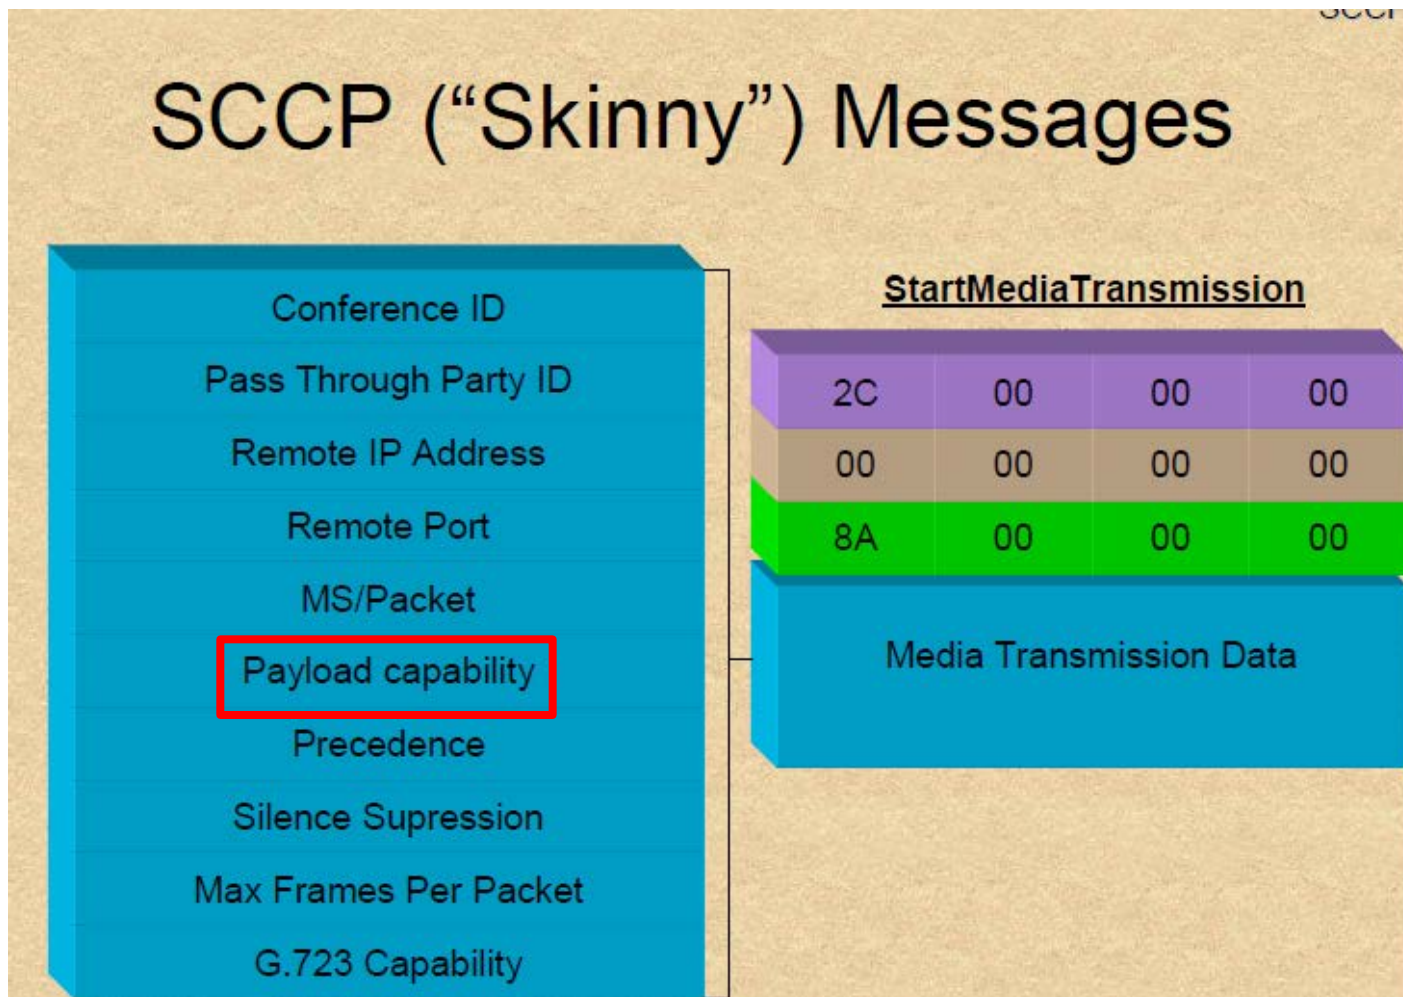 SCCP (“Skinny”) Messages
Conference ID
Pass Through Party ID
Remote IP Address
Remote Port
MS/Packet
Payload capability
Precedence
Silence Supression
Max Frames Per Packet
G.723 Capability
StartMediaTransmission
2C 00 00 00
00 00 00 00
8A 00 00 00
Media Transmission Data